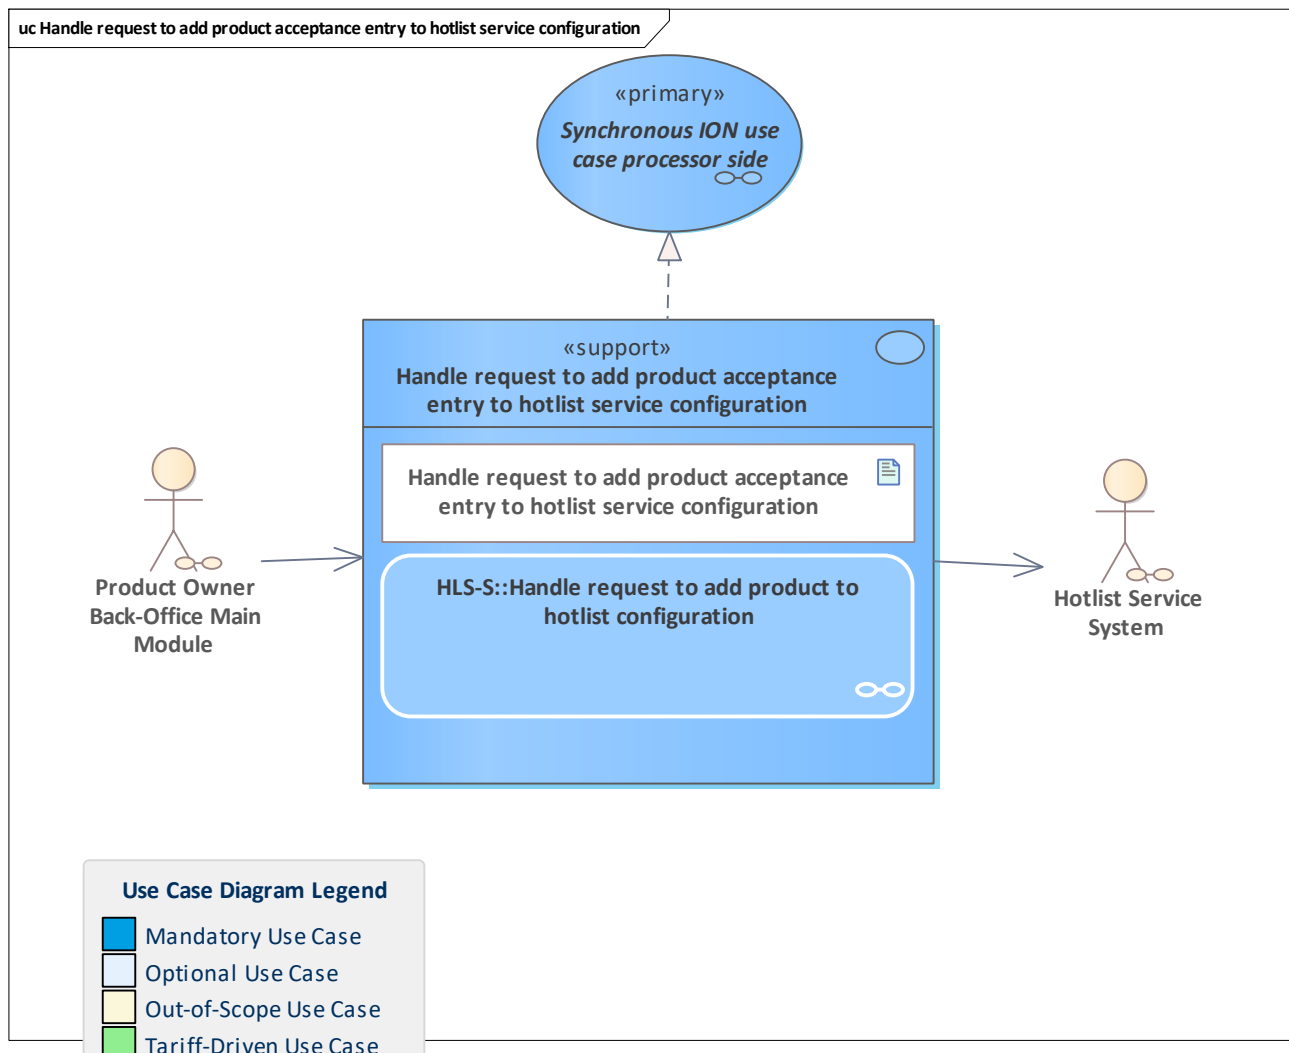 uc Handle request to add product acceptance entry to hotlist service configuration
«primary»
Synchronous ION use
case processor side
«support»
Handle request to add product acceptance
entry to hotlist service configuration
Handle request to add product acceptance
entry to hotlist service configuration
HLS-S::Handle request to add product to
hotlist configuration
Product Owner
Back-Office Main
Module
Hotlist Service
System
Use Case Diagram Legend
Mandatory Use Case
Optional Use Case
Out-of-Scope Use Case
Tariff-Driven Use Case